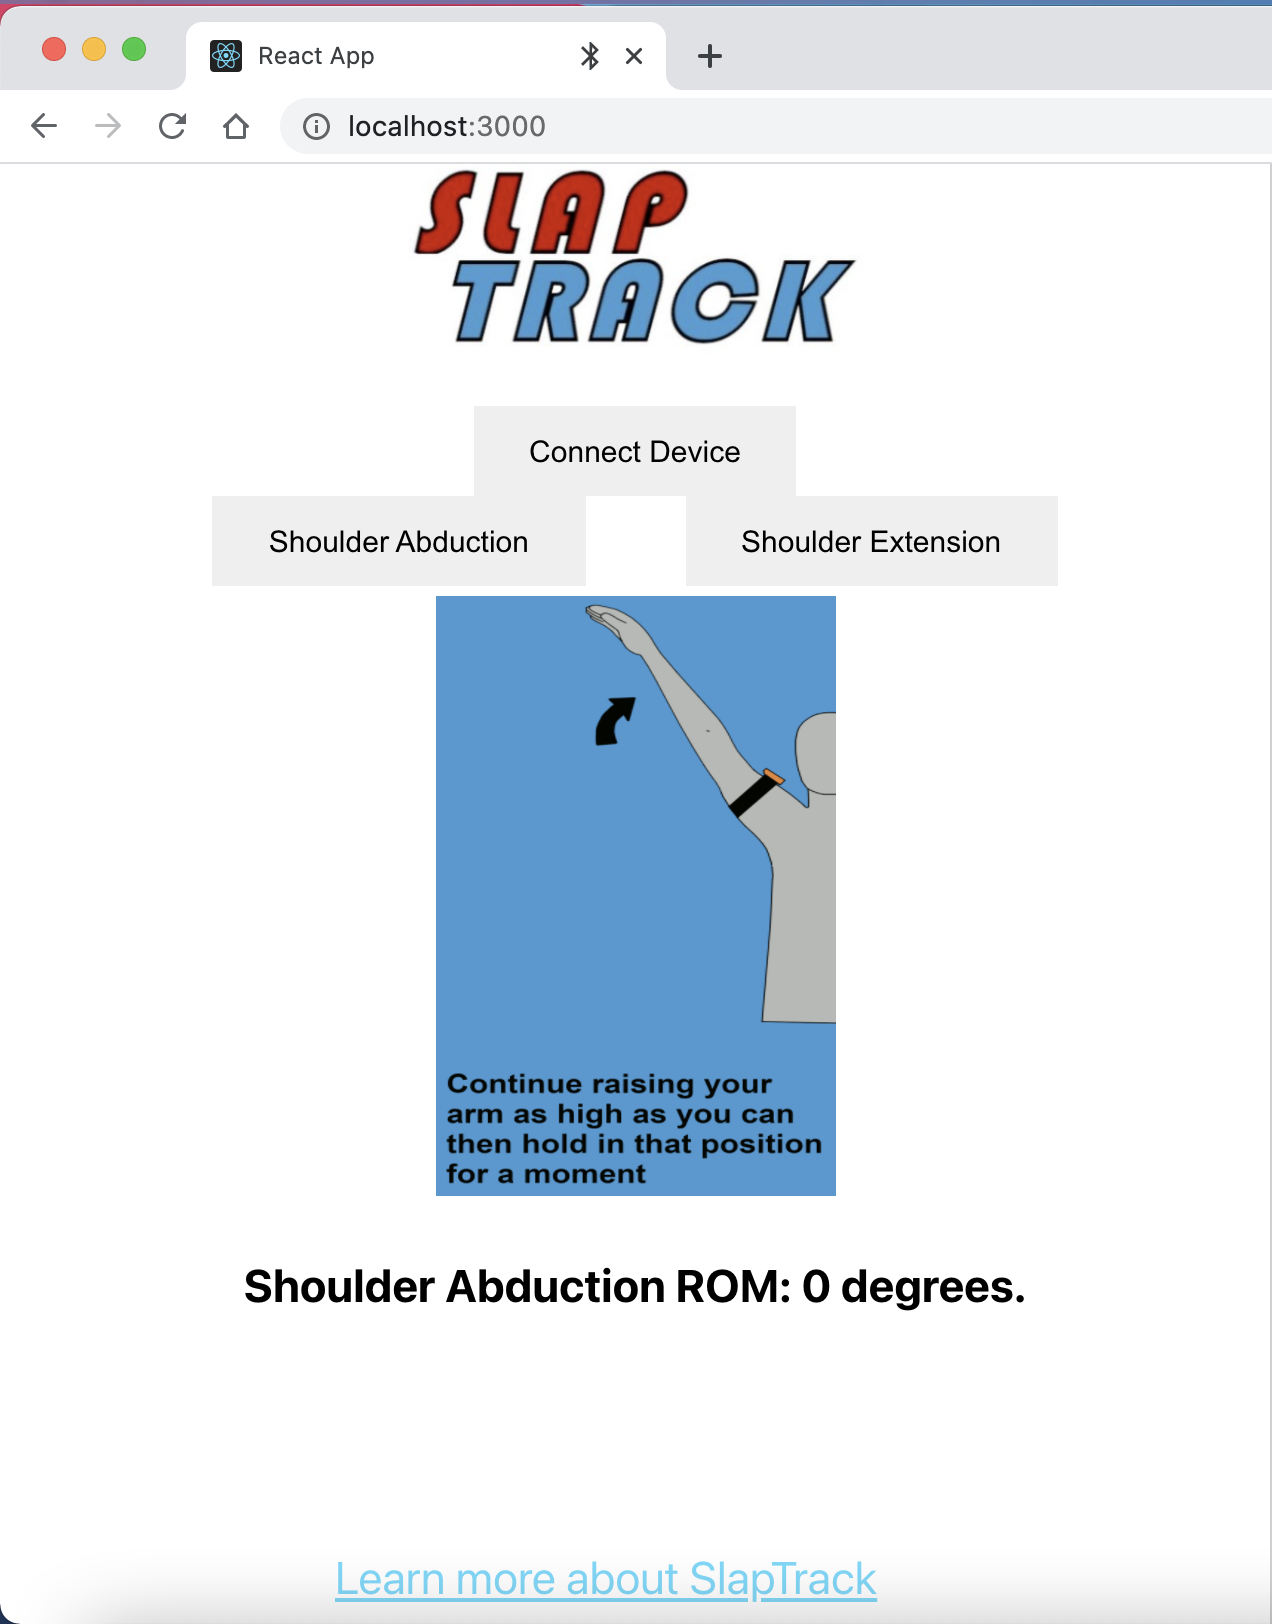 React App
localhost:3000
SLAP
TRACK
Connect Device
Shoulder Abduction
Shoulder Extension
Continue raising your
arm as high as you can
then hold in that position
for a moment
Shoulder Abduction ROM: 0 degrees.
Learn more about SlapTrack